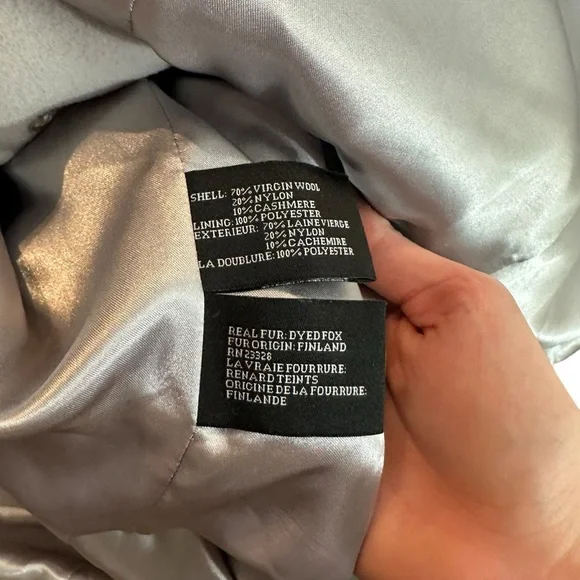 SHELL: 70% VIRGIN WOOL
20% NYLON
10% CASHMERE
LINING: 100% POLYESTER
EXTERIEUR: 70% LAINE VIERGE
20% NYLON
10% CACHEMIRE
LA DOUBLURE: 100% POLYESTER
REAL FUR: DYED FOX
FUR ORIGIN: FINLAND
RN 23328
LA VRAIE FOURRURE:
RENARD TEINTS
ORIGINE DE LA FOURRURE:
FINLANDE